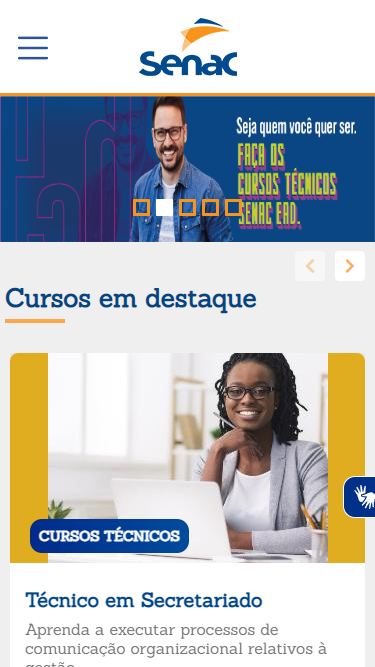 Senac
Seja quem você quer ser.
FAÇA OS
CURSOS TÉCNICOS
SENAC EAD.
Cursos em destaque
CURSOS TÉCNICOS
Técnico em Secretariado
Aprenda a executar processos de
comunicação organizacional relativos à
gestão